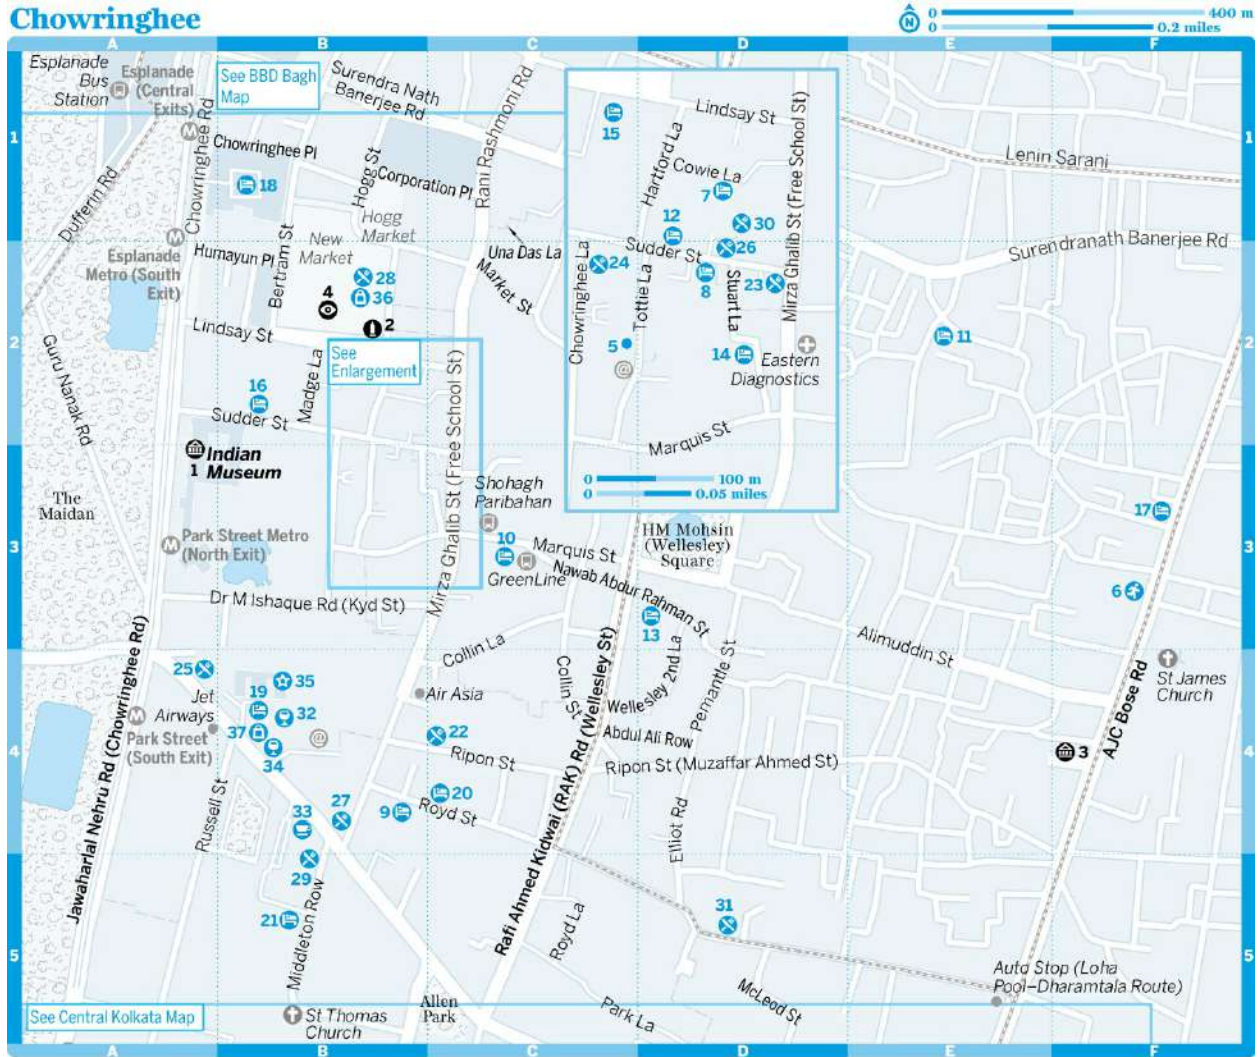 Chowringhee
N
0 400 m
0 0.2 miles
A
B
C
D
E
F
Esplanade
Bus
Station
Esplanade
(Central
Exits)
See BBD Bagh
Map
Surendra Nath
Banerjee Rd
Rani Rashmoni Rd
1
1
Chowringhee Rd
Chowringhee Pl
Hogg St
Corporation Pl
Dufferin Rd
18
Hogg
Market
Bertram St
New
Market
Una Das La
Market St
Esplanade
Metro (South
Exit)
Humayun Pl
28
36
4
2
Lindsay St
15
Lindsay St
Hartford La
Cowie La
7
Mirza Ghalib St (Free School St)
12
30
Sudder St
26
24
8
23
Chowringhee La
Tottie La
Stuart La
5
@
14
Eastern
Diagnostics
Marquis St
0 100 m
0 0.05 miles
Lenin Sarani
Surendranath Banerjee Rd
11
2
2
Guru Nanak Rd
See
Enlargement
Madge La
16
Sudder St
Mirza Ghalib St (Free School St)
Indian
1 Museum
The
Maidan
Shohagh
Paribahan
HM Mohsin
(Wellesley)
Square
17
3
3
Park Street Metro
(North Exit)
10
Marquis St
GreenLine
Nawab Abdur Rahman St
6
Dr M Ishaque Rd (Kyd St)
13
Alimuddin St
Collin La
Collin St
Wellesley 2nd La
Pemantle St
Jawaharlal Nehru Rd (Chowringhee Rd)
25
35
19
Jet
Airways
32
37
@
34
Park Street
(South Exit)
Air Asia
22
Abdul Ali Row
Ripon St
Ripon St (Muzaffar Ahmed St)
St James
Church
AJC Bose Rd
3
4
4
Russell St
33
27
9
20
Royd St
Rafi Ahmed Kidwai (RAK) Rd (Wellesley St)
Elliot Rd
29
21
Middleton Row
31
Royd La
5
5
Auto Stop (Loha
Pool–Dharamtala Route)
McLeod St
Park La
Allen
Park
St Thomas
Church
See Central Kolkata Map
A
B
C
D
E
F
M
M
M
M